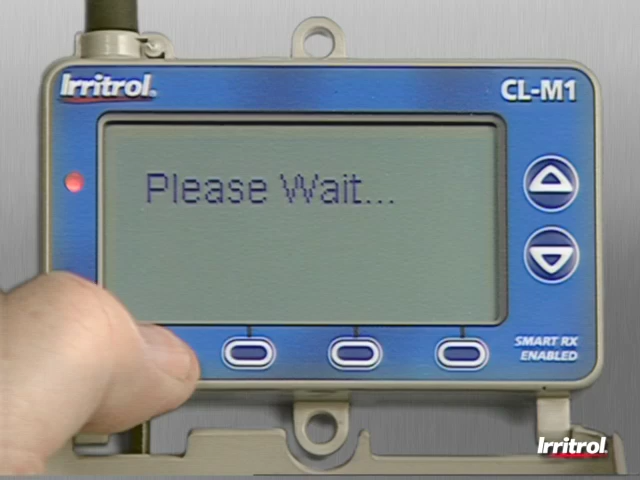 Irritrol.
CL-M1
Please Wait...
SMART RX
ENABLED
Irritrol.